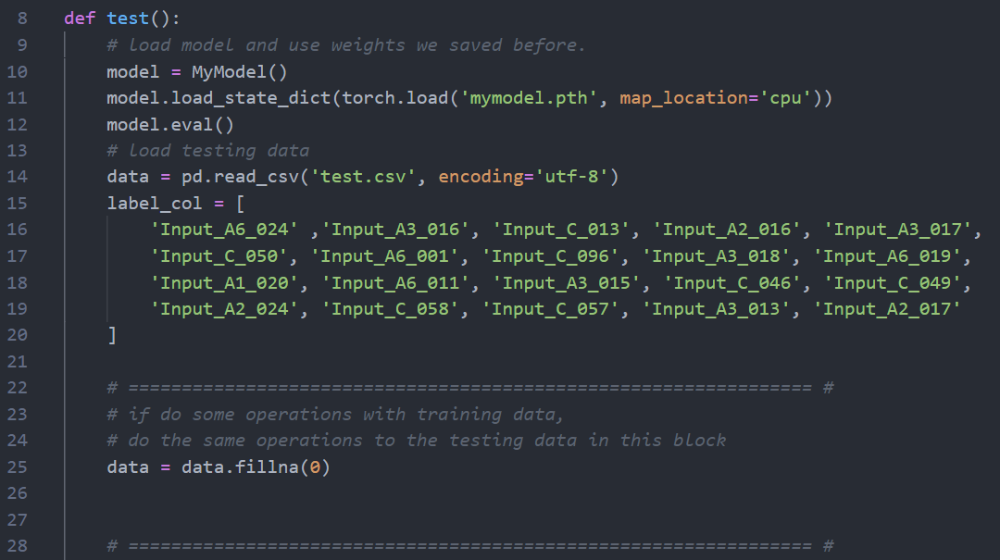 8 def test():
9 # load model and use weights we saved before.
10 model = MyModel()
11 model.load_state_dict(torch.load('mymodel.pth', map_location='cpu'))
12 model.eval()
13 # load testing data
14 data = pd.read_csv('test.csv', encoding='utf-8')
15 label_col = [
16 'Input_A6_024' ,'Input_A3_016', 'Input_C_013', 'Input_A2_016', 'Input_A3_017',
17 'Input_C_050', 'Input_A6_001', 'Input_C_096', 'Input_A3_018', 'Input_A6_019',
18 'Input_A1_020', 'Input_A6_011', 'Input_A3_015', 'Input_C_046', 'Input_C_049',
19 'Input_A2_024', 'Input_C_058', 'Input_C_057', 'Input_A3_013', 'Input_A2_017'
20 ]
21
22 # ================================================================ #
23 # if do some operations with training data,
24 # do the same operations to the testing data in this block
25 data = data.fillna(0)
26
27
28 # ================================================================ #